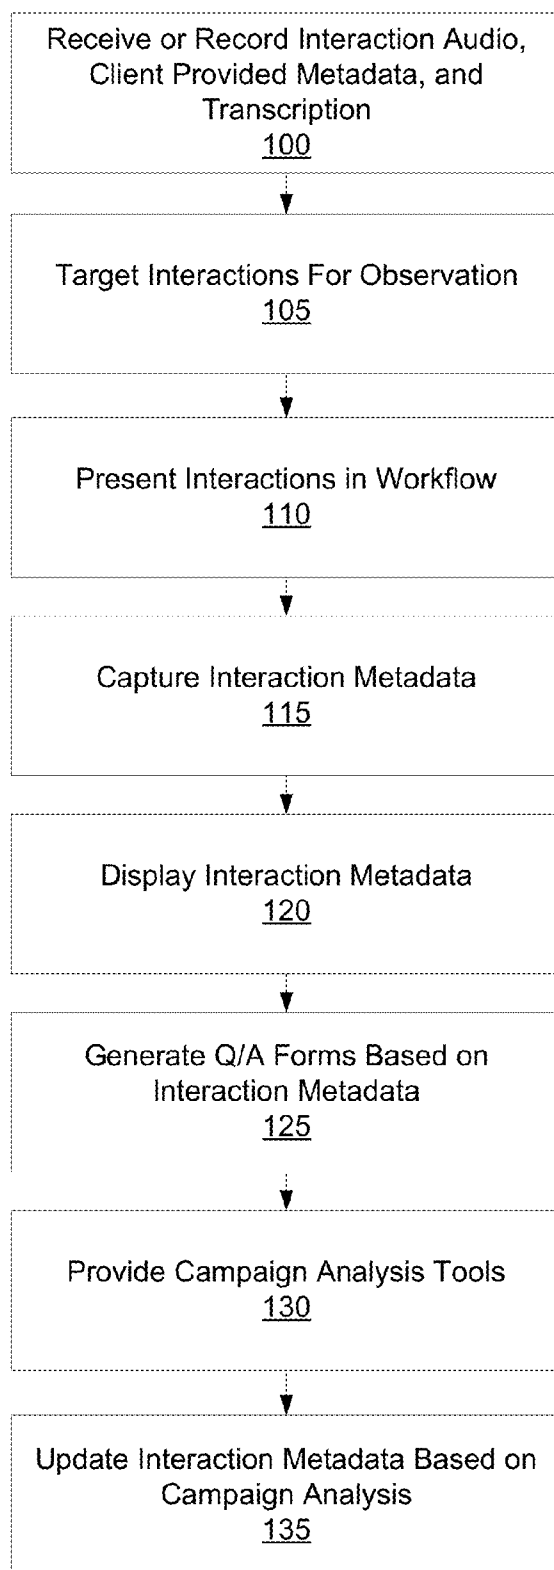 Receive or Record Interaction Audio,
Client Provided Metadata, and
Transcription
100
Target Interactions For Observation
105
Present Interactions in Workflow
110
Capture Interaction Metadata
115
Display Interaction Metadata
120
Generate Q/A Forms Based on
Interaction Metadata
125
Provide Campaign Analysis Tools
130
Update Interaction Metadata Based on
Campaign Analysis
135